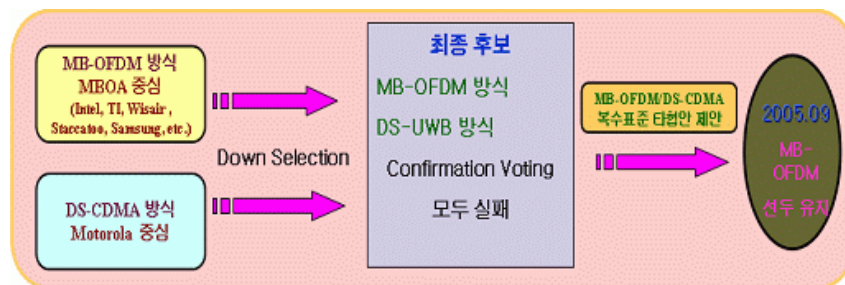 MB-OFDM 방식
MBOA 중심
(Intel, TI, Wisair ,
Staccatoo, Samsung, etc.)
DS-CDMA 방식
Motorola 중심
Down Selection
최종 후보
MB-OFDM 방식
DS-UWB 방식
Confirmation Voting
모두 실패
MB-OFDM/DS-CDMA
복수표준 타협안 제안
2005.09
MB-
OFDM
선두 유지